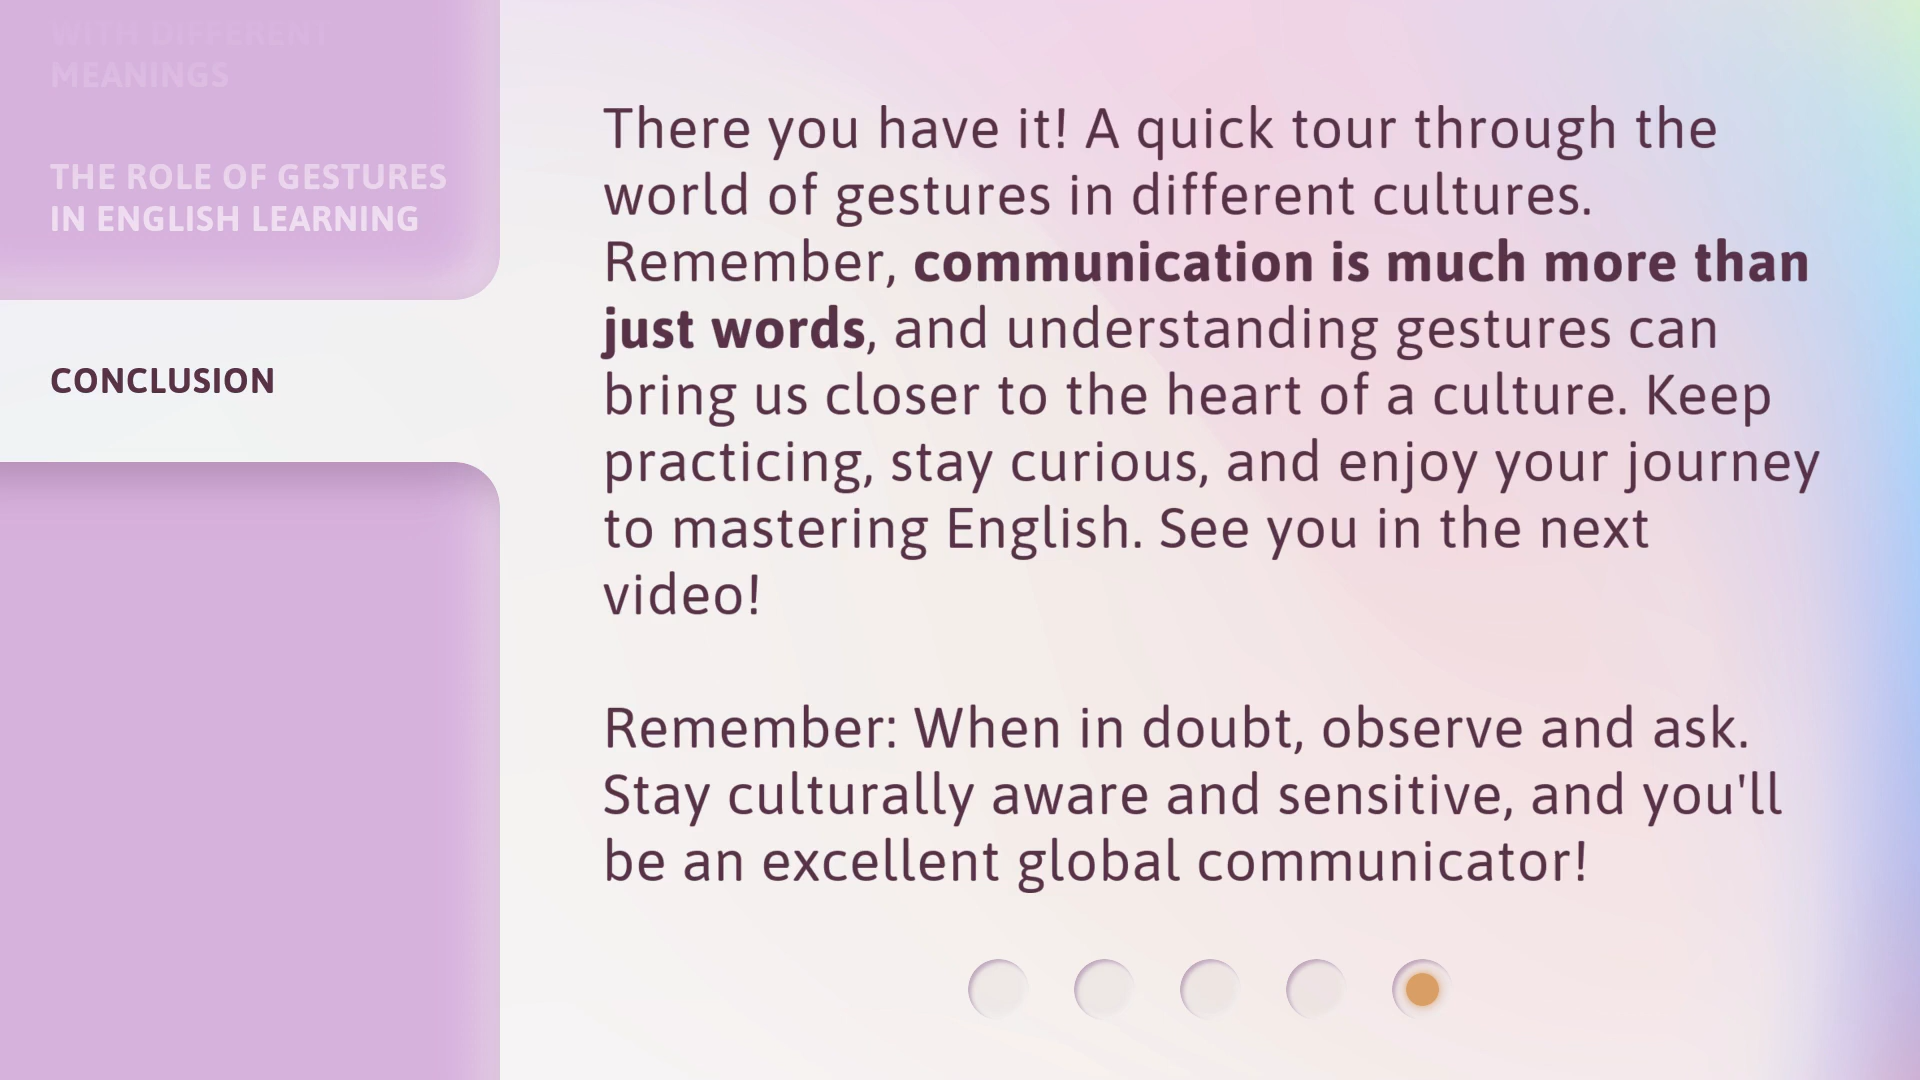 WITH DIFFERENT
MEANINGS
THE ROLE OF GESTURES
IN ENGLISH LEARNING
CONCLUSION
There you have it! A quick tour through the
world of gestures in different cultures.
Remember, communication is much more than
just words, and understanding gestures can
bring us closer to the heart of a culture. Keep
practicing, stay curious, and enjoy your journey
to mastering English. See you in the next
video!
Remember: When in doubt, observe and ask.
Stay culturally aware and sensitive, and you'll
be an excellent global communicator!